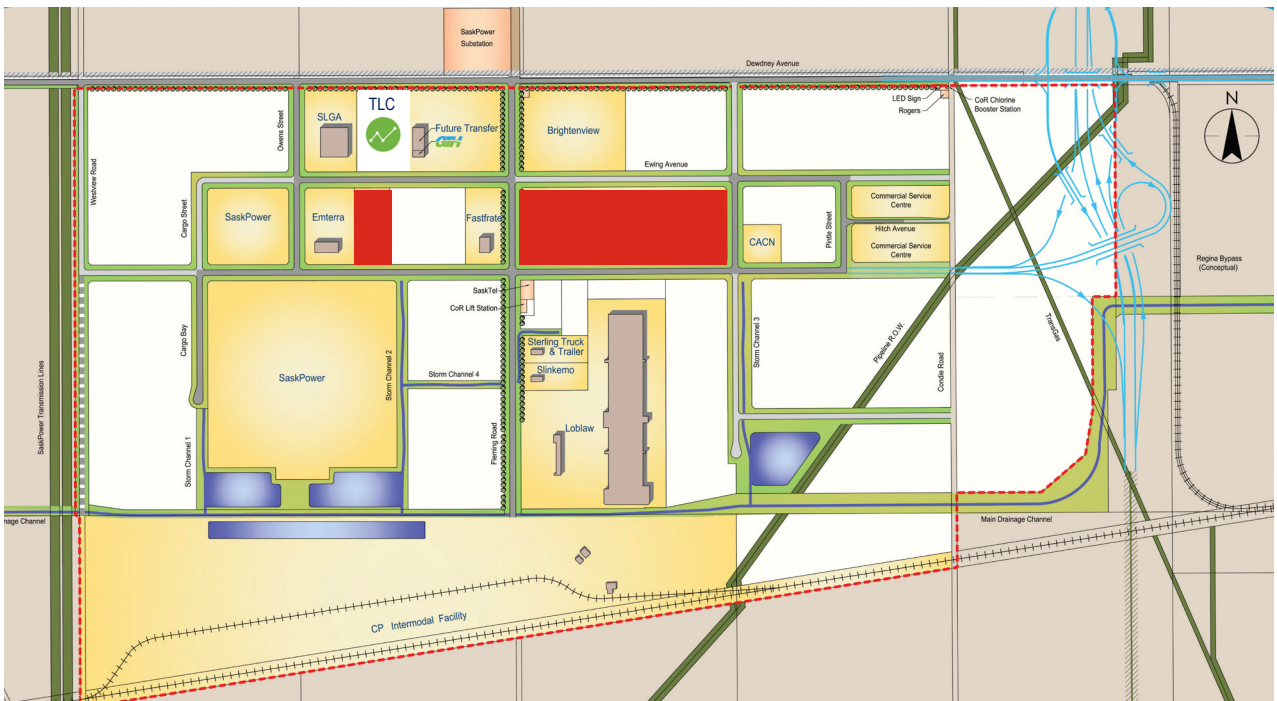 SaskPower
Substation
Dewdney Avenue
LED Sign
Rogers
CoR Chlorine
Booster Station
N
TLC
SLGA
Owens Street
Future Transfer
GTH
Brightenview
Ewing Avenue
Westview Road
Cargo Street
SaskPower
Emterra
Fastfrate
CACN
Pintle Street
Commercial Service
Centre
Hitch Avenue
Commercial Service
Centre
Regina Bypass
(Conceptual)
SaskTel
CoR Lift Station
Cargo Bay
SaskPower
Storm Channel 2
Storm Channel 4
Sterling Truck
& Trailer
Slinkemo
Loblaw
Storm Channel 3
Pipeline R.O.W.
Condie Road
TransGas
SaskPower Transmission Lines
Storm Channel 1
Fleming Road
nage Channel
Main Drainage Channel
CP Intermodal Facility